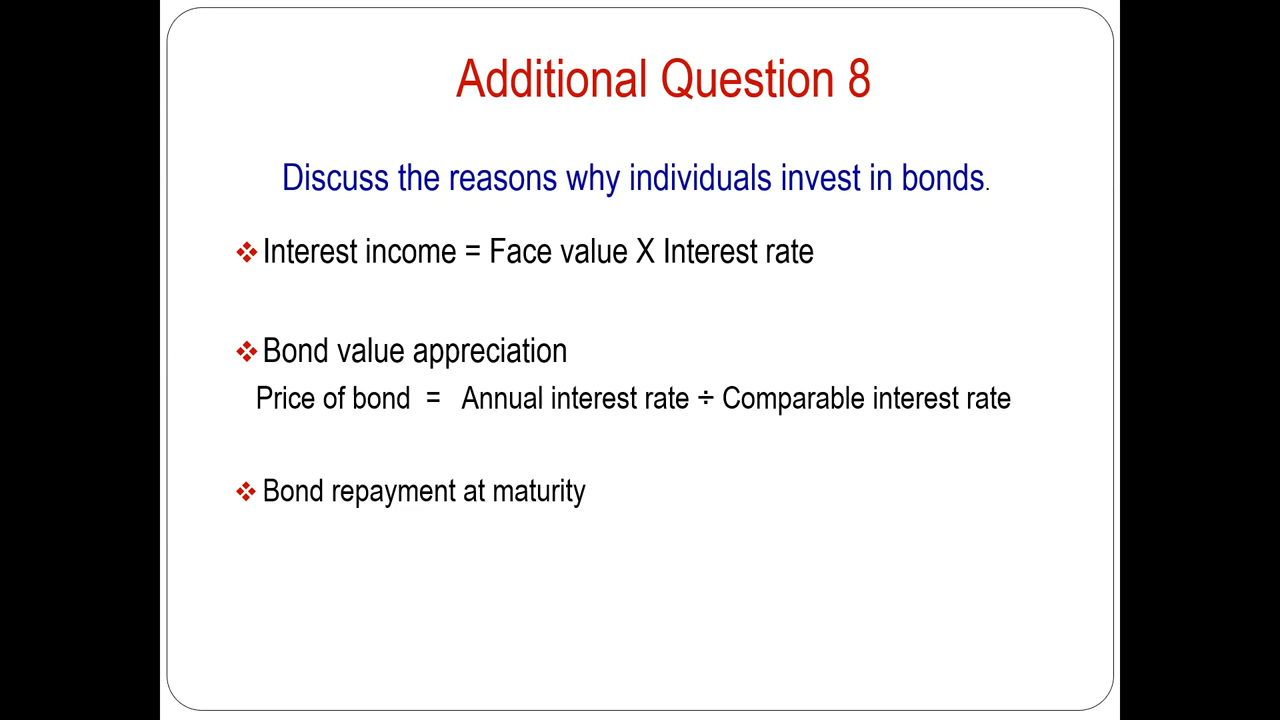 Additional Question 8
Discuss the reasons why individuals invest in bonds.
❖Interest income = Face value X Interest rate
❖Bond value appreciation
Price of bond = Annual interest rate ÷ Comparable interest rate
❖Bond repayment at maturity